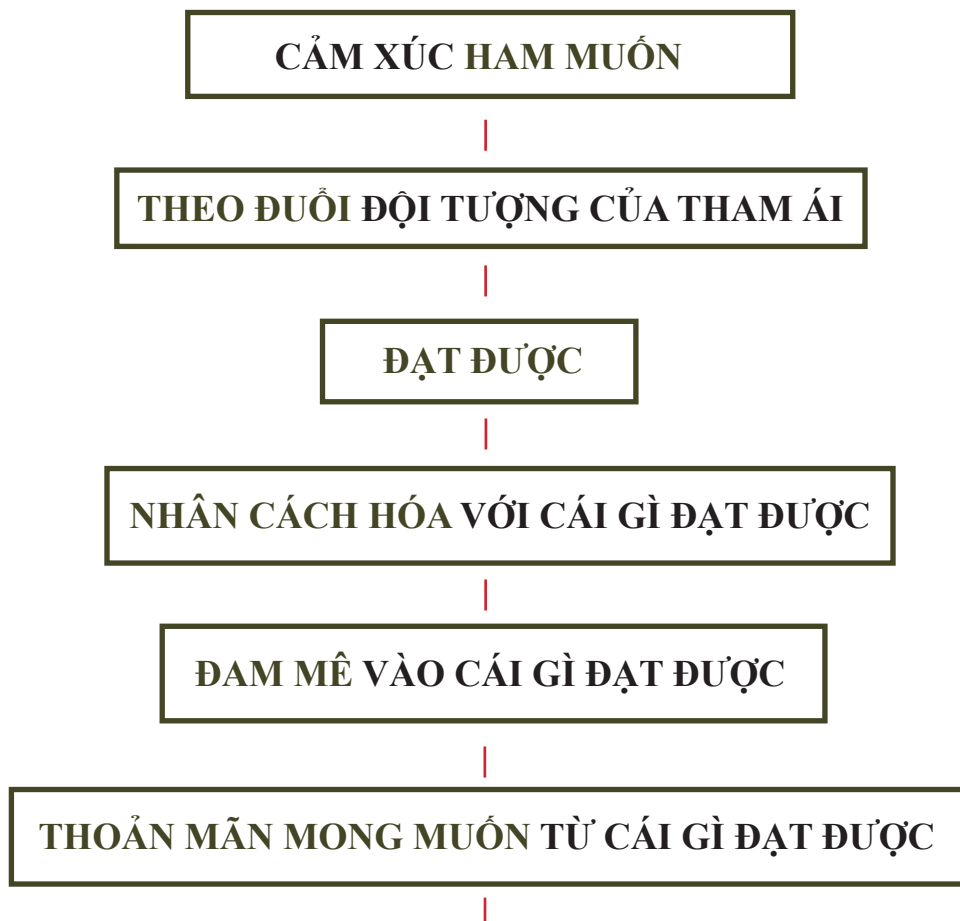 CẢM XÚC HAM MUỐN
THEO ĐUỔI ĐỘI TƯỢNG CỦA THAM ÁI
ĐẠT ĐƯỢC
NHÂN CÁCH HÓA VỚI CÁI GÌ ĐẠT ĐƯỢC
ĐAM MÊ VÀO CÁI GÌ ĐẠT ĐƯỢC
THOẢN MÃN MONG MUỐN TỪ CÁI GÌ ĐẠT ĐƯỢC